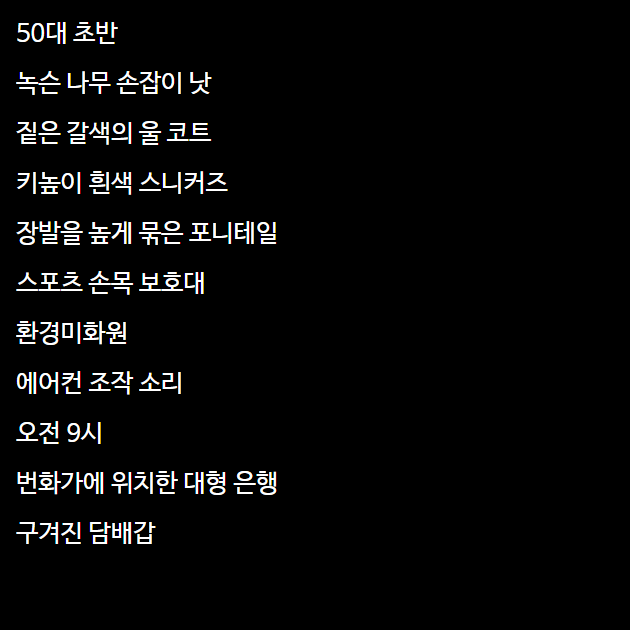 50대 초반
녹슨 나무 손잡이 낫
짙은 갈색의 울 코트
키높이 흰색 스니커즈
장발을 높게 묶은 포니테일
스포츠 손목 보호대
환경미화원
에어컨 조작 소리
오전 9시
번화가에 위치한 대형 은행
구겨진 담배갑